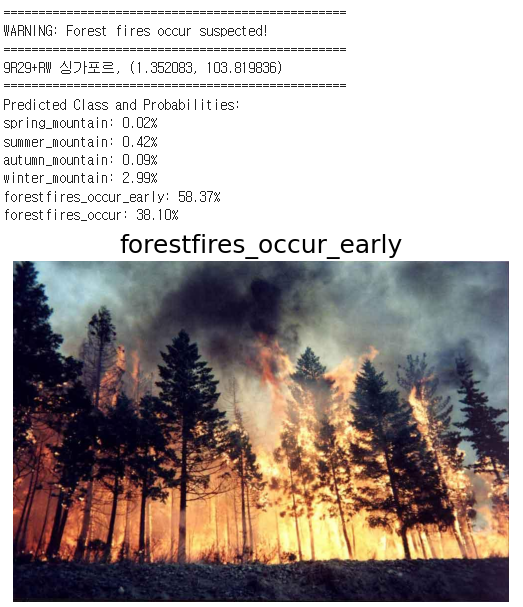 =================================================
WARNING: Forest fires occur suspected!
=================================================
9R29+RW 싱가포르, (1.352083, 103.819836)
=================================================
Predicted Class and Probabilities:
spring_mountain: 0.02%
summer_mountain: 0.42%
autumn_mountain: 0.09%
winter_mountain: 2.99%
forestfires_occur_early: 58.37%
forestfires_occur: 38.10%
forestfires_occur_early